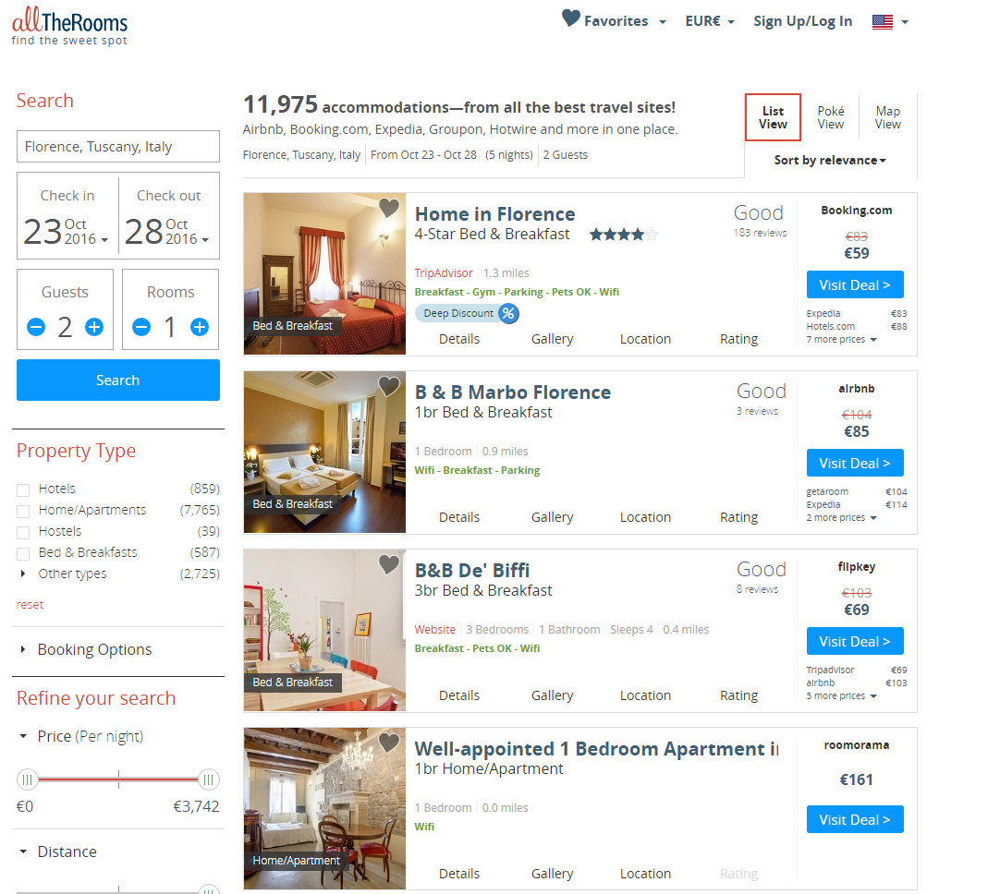 allTheRooms
find the sweet spot
Favorites
EUR€
Sign Up/Log In
Search
Florence, Tuscany, Italy
Check in
Check out
23 Oct 2016
28 Oct 2016
Guests
Rooms
2
1
Search
Property Type
Hotels (859)
Home/Apartments (7,765)
Hostels (39)
Bed & Breakfasts (587)
Other types (2,725)
reset
Booking Options
Refine your search
Price (Per night)
€0 €3,742
Distance
11,975 accommodations—from all the best travel sites!
Airbnb, Booking.com, Expedia, Groupon, Hotwire and more in one place.
Florence, Tuscany, Italy From Oct 23 - Oct 28 (5 nights) 2 Guests
List View
Poké View
Map View
Sort by relevance
Bed & Breakfast
Home in Florence
4-Star Bed & Breakfast
TripAdvisor 1.3 miles
Breakfast - Gym - Parking - Pets OK - Wifi
Deep Discount %
Details Gallery Location Rating
Good
183 reviews
Booking.com
€83
€59
Visit Deal >
Expedia €83
Hotels.com €88
7 more prices
Bed & Breakfast
B & B Marbo Florence
1br Bed & Breakfast
1 Bedroom 0.9 miles
Wifi - Breakfast - Parking
Details Gallery Location Rating
Good
3 reviews
airbnb
€104
€85
Visit Deal >
getaroom €104
Expedia €114
2 more prices
Bed & Breakfast
B&B De' Biffi
3br Bed & Breakfast
Website 3 Bedrooms 1 Bathroom Sleeps 4 0.4 miles
Breakfast - Pets OK - Wifi
Details Gallery Location Rating
Good
8 reviews
flipkey
€103
€69
Visit Deal >
Tripadvisor €69
airbnb €103
5 more prices
Home/Apartment
Well-appointed 1 Bedroom Apartment i
1br Home/Apartment
1 Bedroom 0.0 miles
Wifi
Details Gallery Location Rating
roomorama
€161
Visit Deal >